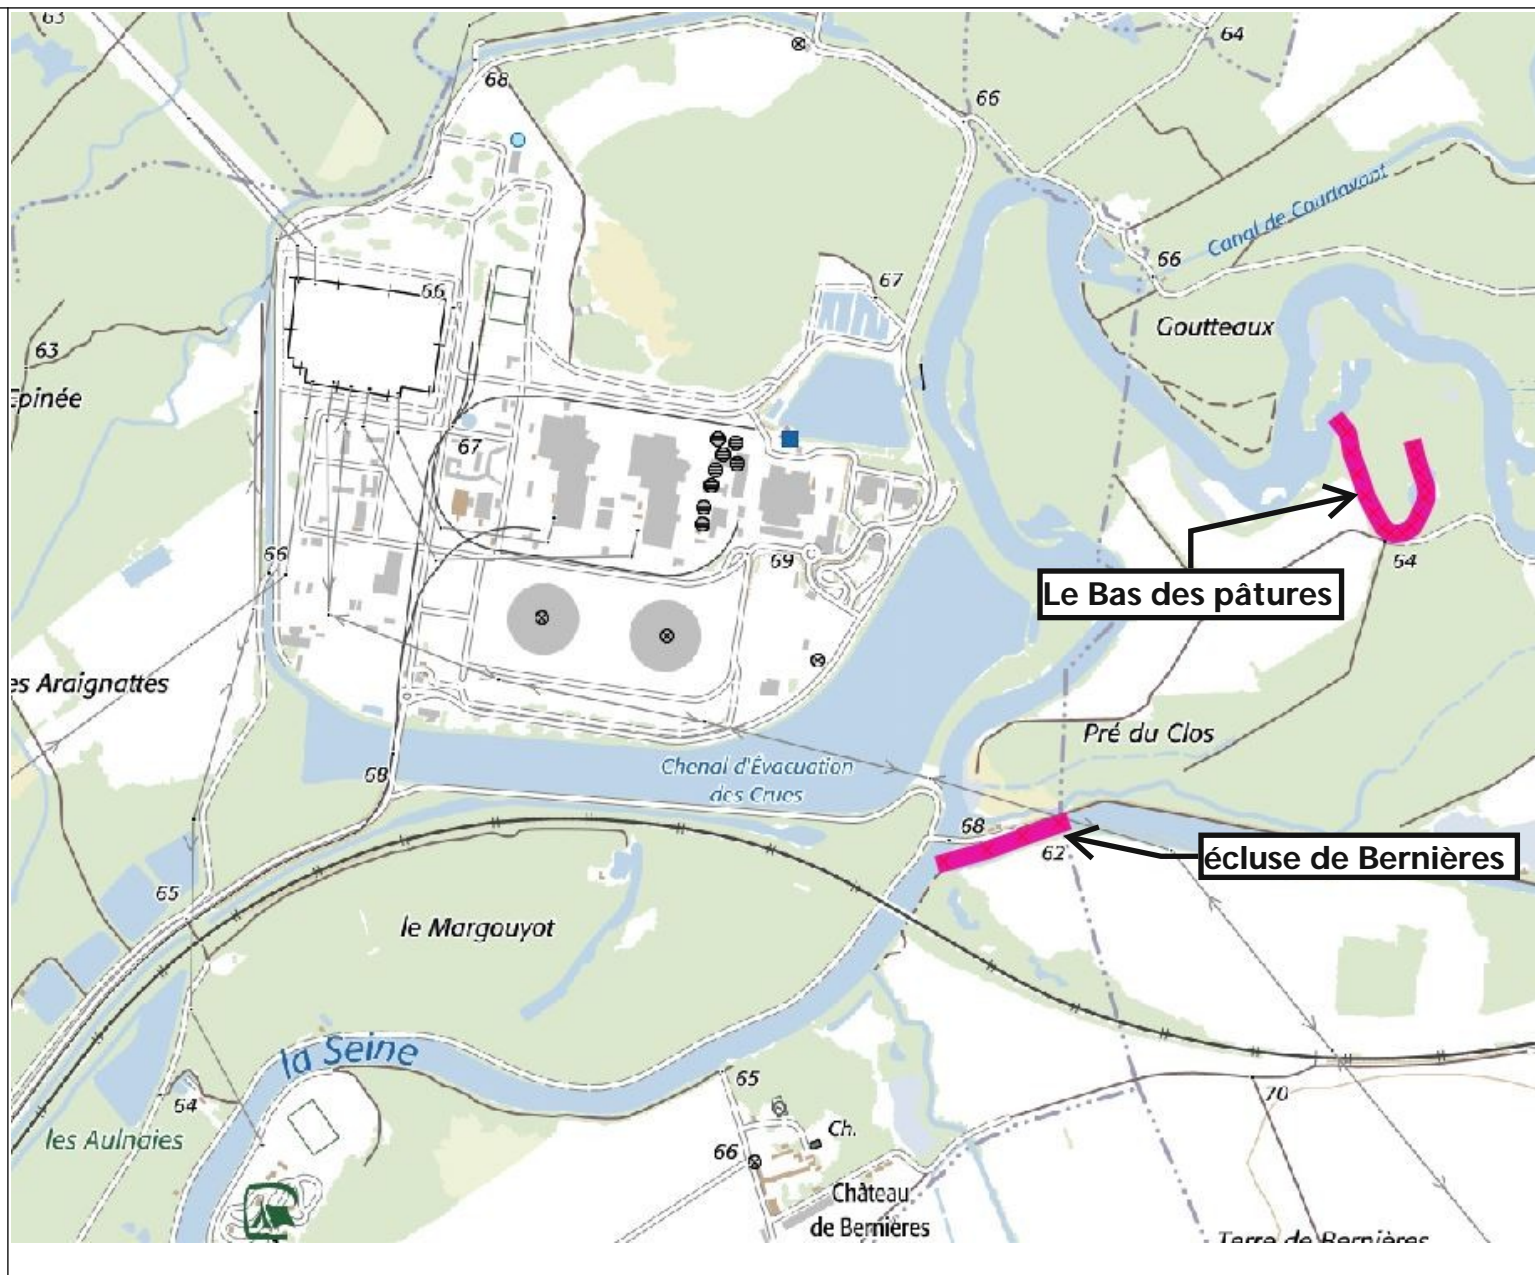 63
64
68
66
Canal de Courtavant
66
67
66
Goutteaux
63
Épinée
67
66
69
64
Le Bas des pâtures
es Araignattes
Pré du Clos
Chenal d'Évacuation
des Crues
68
68
62
écluse de Bernières
65
le Margouyot
la Seine
65
70
64
les Aulnaies
Ch.
66
Château
de Bernières
Terre de Bernières